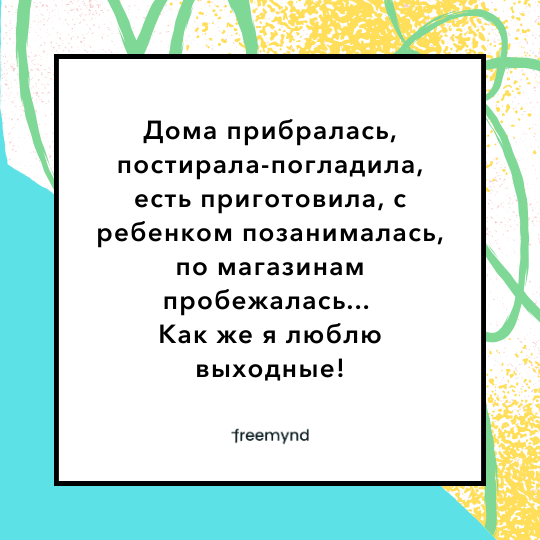 Дома прибралась,
постирала-погладила,
есть приготовила, с
ребенком позанималась,
по магазинам
пробежалась...
Как же я люблю
выходные!
freemynd